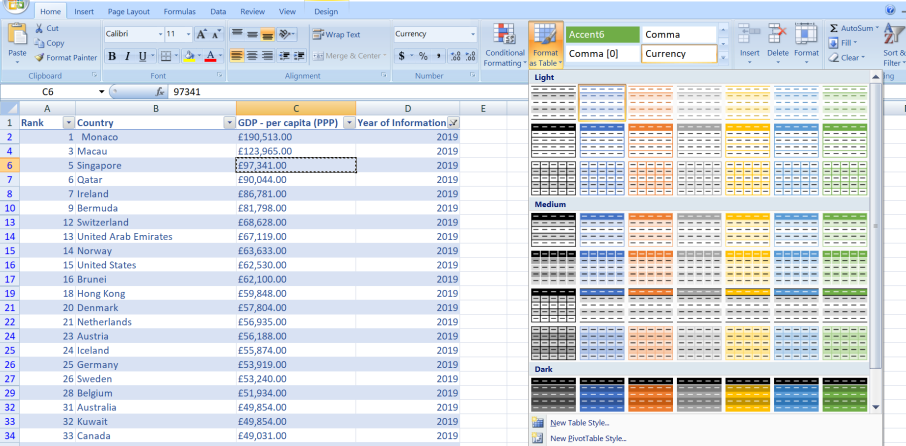 Home Insert Page Layout Formulas Data Review View Design
Cut
Copy
Format Painter
Paste
Clipboard
Calibri 11 A A
B I U A
Font
Wrap Text
Merge & Center
Alignment
Currency
$ % , .0 .00 .00 .0
Number
Conditional Formatting
Format as Table
Accent6 Comma
Comma [0] Currency
Insert Delete Format
Σ AutoSum
Fill
Clear
Sort &
Filter
C6 fx 97341
A B C D E
1 Rank Country GDP - per capita (PPP) Year of Information
2 1 Monaco £190,513.00 2019
4 3 Macau £123,965.00 2019
6 5 Singapore £97,341.00 2019
7 6 Qatar £90,044.00 2019
8 7 Ireland £86,781.00 2019
10 9 Bermuda £81,798.00 2019
13 12 Switzerland £68,628.00 2019
14 13 United Arab Emirates £67,119.00 2019
15 14 Norway £63,633.00 2019
16 15 United States £62,530.00 2019
17 16 Brunei £62,100.00 2019
19 18 Hong Kong £59,848.00 2019
21 20 Denmark £57,804.00 2019
22 21 Netherlands £56,935.00 2019
24 23 Austria £56,188.00 2019
25 24 Iceland £55,874.00 2019
26 25 Germany £53,919.00 2019
27 26 Sweden £53,240.00 2019
29 28 Belgium £51,934.00 2019
32 31 Australia £49,854.00 2019
33 32 Kuwait £49,854.00 2019
34 33 Canada £49,031.00 2019
Light
Medium
Dark
New Table Style...
New PivotTable Style...